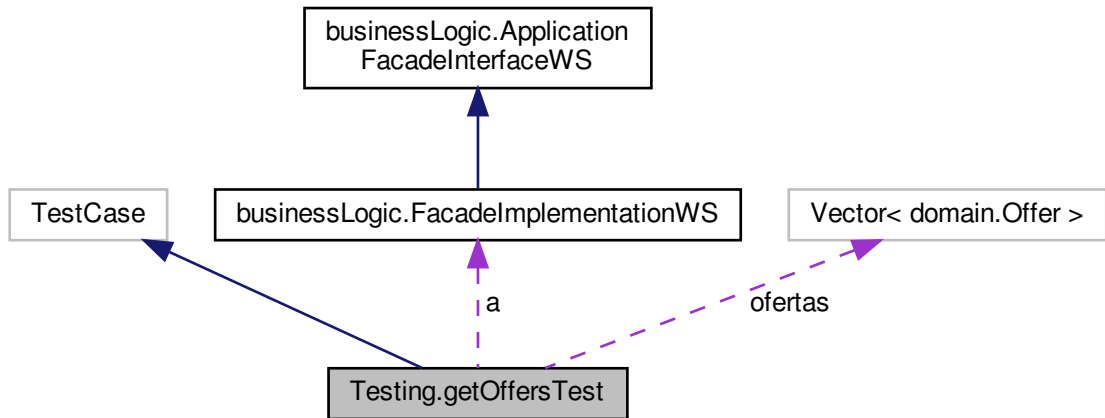 businessLogic.Application
FacadeInterfaceWS
TestCase
businessLogic.FacadeImplementationWS
Vector< domain.Offer >
a
ofertas
Testing.getOffersTest